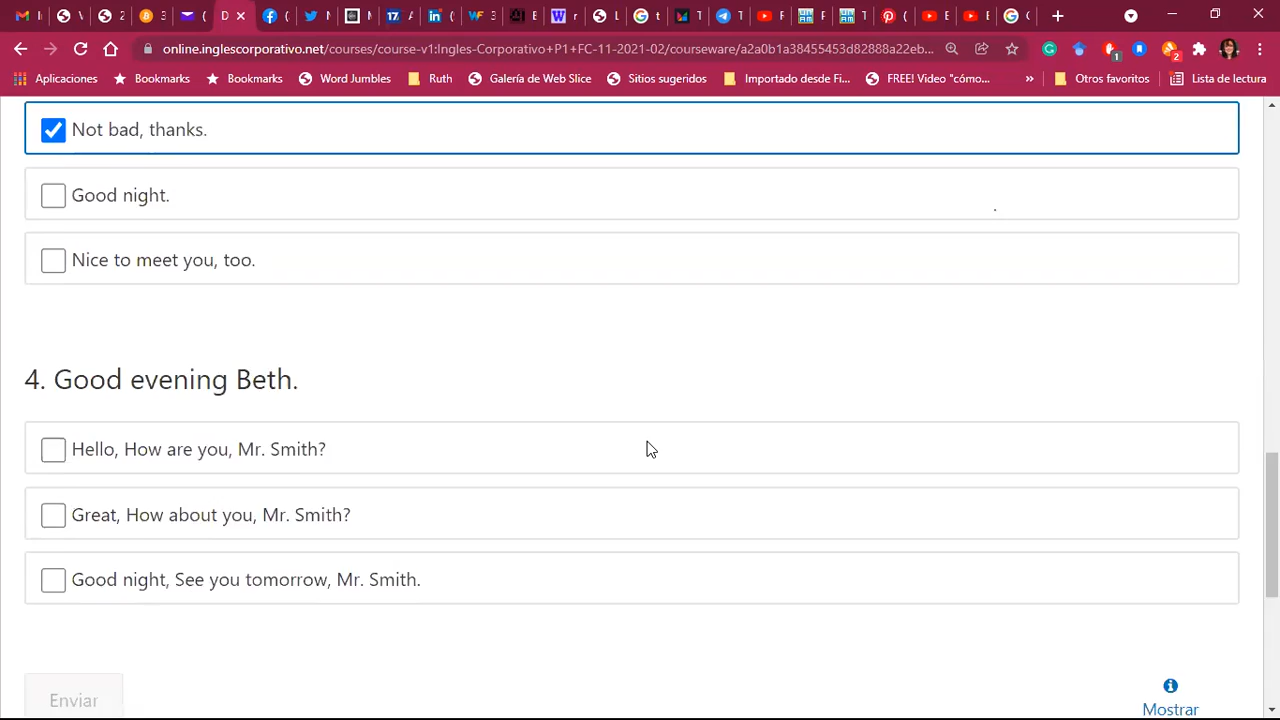 online.inglescorporativo.net/courses/course-v1:Ingles-Corporativo+P1+FC-11-2021-02/courseware/a2a0b1a38455453d82888a22eb...
Aplicaciones Bookmarks Bookmarks Word Jumbles Ruth Galería de Web Slice Sitios sugeridos Importado desde Fi... FREE! Video "cómo... » Otros favoritos Lista de lectura
Not bad, thanks.
Good night.
Nice to meet you, too.
4. Good evening Beth.
Hello, How are you, Mr. Smith?
Great, How about you, Mr. Smith?
Good night, See you tomorrow, Mr. Smith.
Enviar
Mostrar